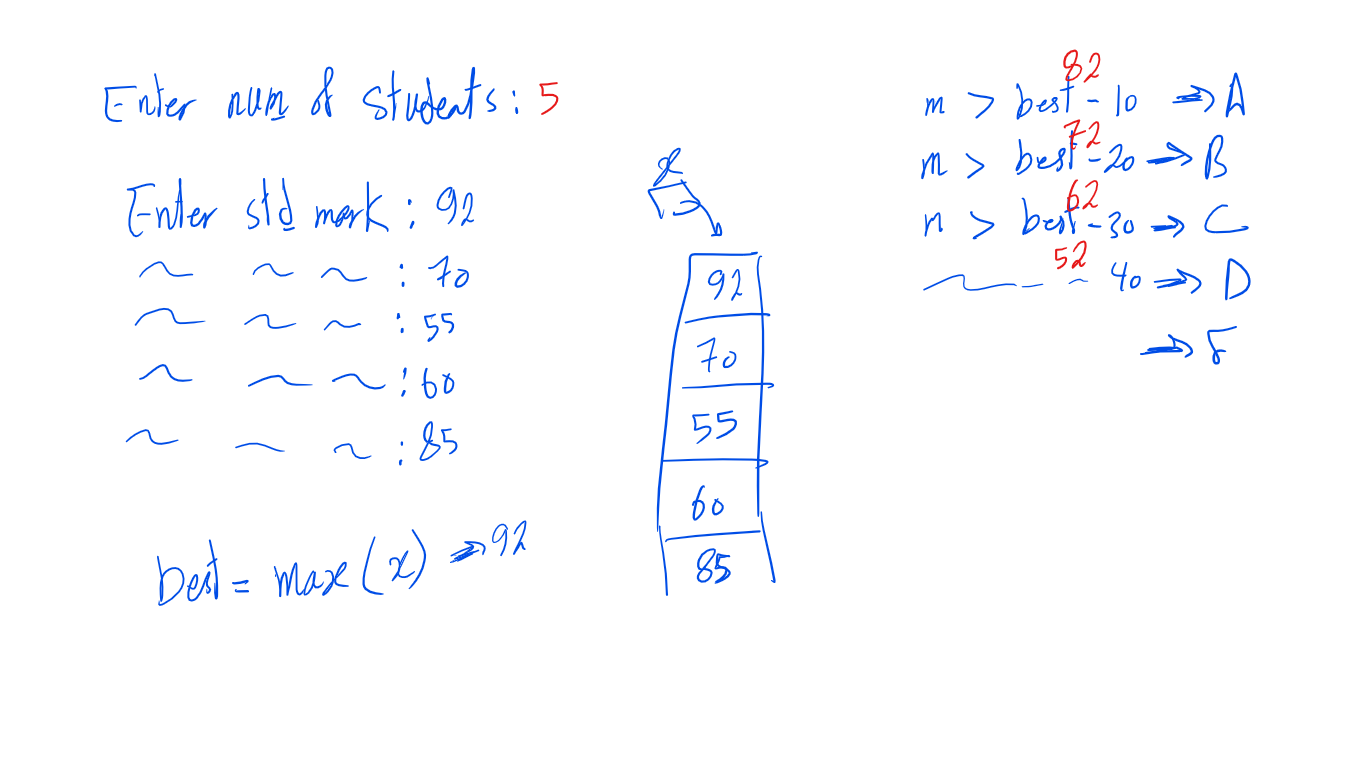 Enter num of students: 5
Enter std mark: 92
: 70
: 55
: 60
: 85
best = max(x) → 92
x
92
70
55
60
85
82
m > best - 10 → A
72
m > best - 20 → B
62
m > best - 30 → C
52
40 → D
→ F